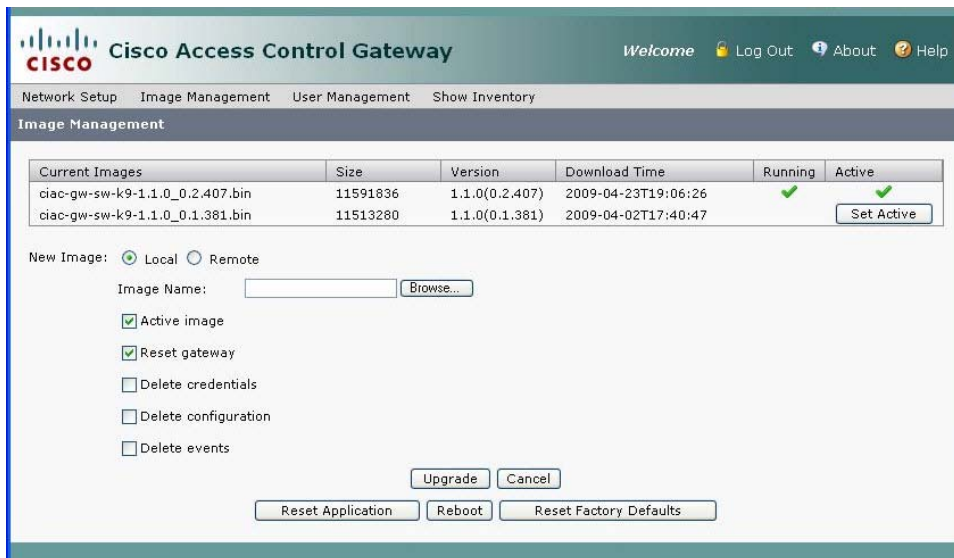 CISCO Cisco Access Control Gateway Welcome Log Out About Help
Network Setup Image Management User Management Show Inventory
Image Management
Current Images Size Version Download Time Running Active
ciac-gw-sw-k9-1.1.0_0.2.407.bin 11591836 1.1.0(0.2.407) 2009-04-23T19:06:26
ciac-gw-sw-k9-1.1.0_0.1.381.bin 11513280 1.1.0(0.1.381) 2009-04-02T17:40:47 Set Active
New Image: Local Remote
Image Name: Browse...
Active image
Reset gateway
Delete credentials
Delete configuration
Delete events
Upgrade Cancel
Reset Application Reboot Reset Factory Defaults